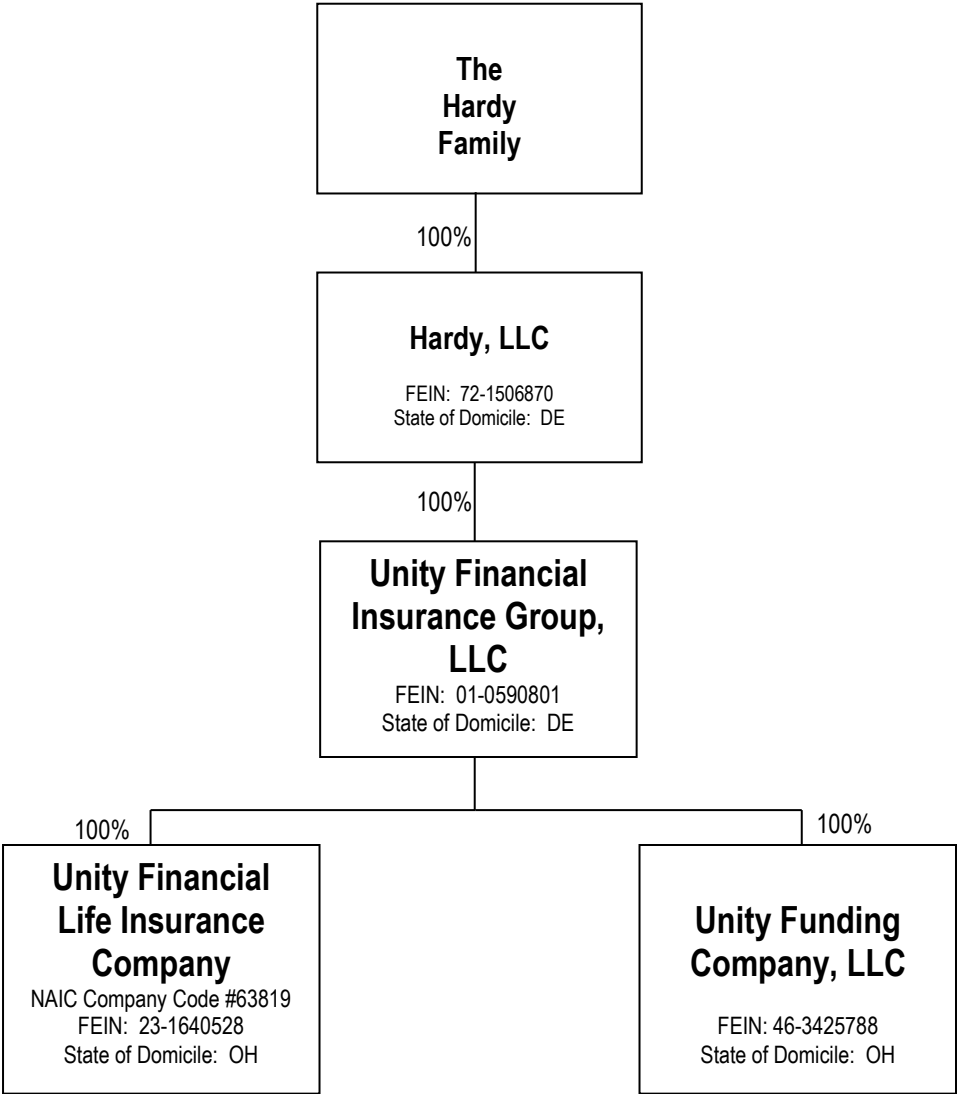 The
Hardy
Family
100%
Hardy, LLC
FEIN: 72-1506870
State of Domicile: DE
100%
Unity Financial
Insurance Group,
LLC
FEIN: 01-0590801
State of Domicile: DE
100%
Unity Financial
Life Insurance
Company
NAIC Company Code #63819
FEIN: 23-1640528
State of Domicile: OH
100%
Unity Funding
Company, LLC
FEIN: 46-3425788
State of Domicile: OH